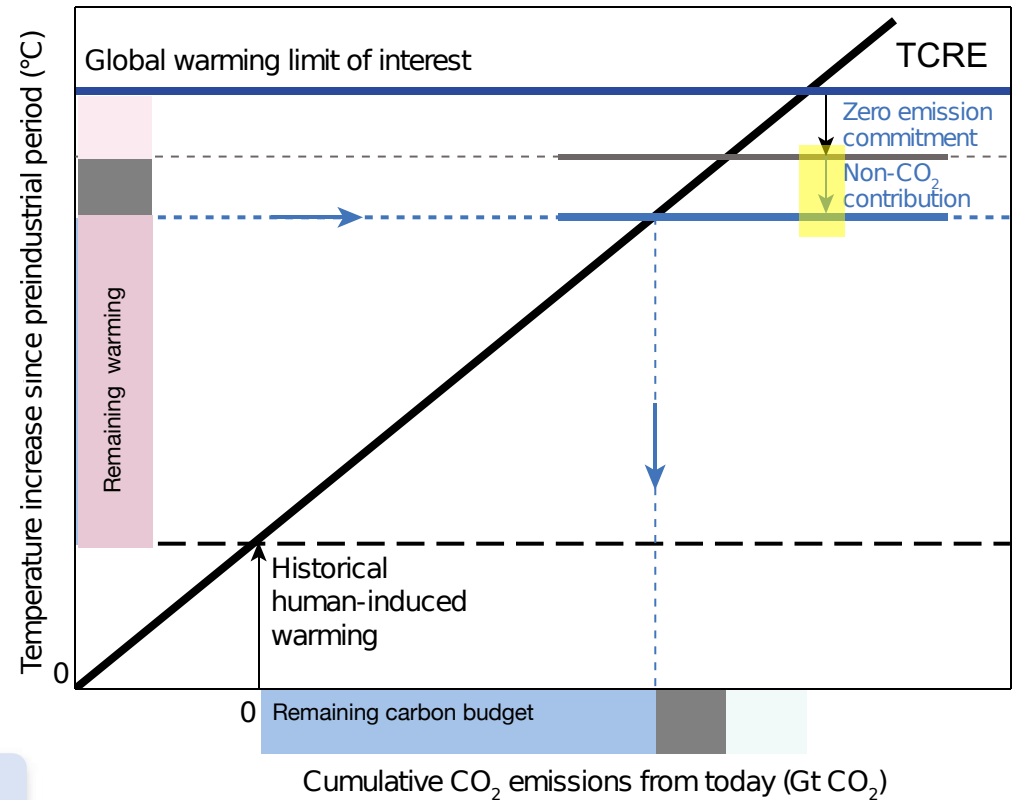 Temperature increase since preindustrial period (°C)
Global warming limit of interest
TCRE
Zero emission
commitment
Non-CO₂
contribution
Remaining warming
Historical
human-induced
warming
0
0
Remaining carbon budget
Cumulative CO₂ emissions from today (Gt CO₂)